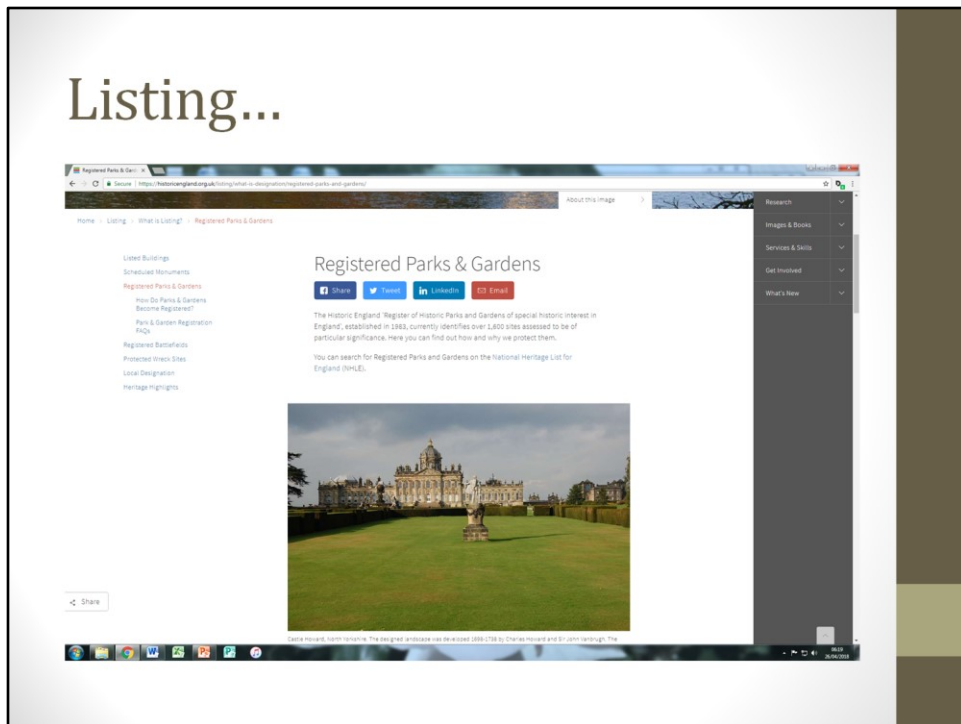 Listing...
Registered Parks & Gard
Secure | https://historicengland.org.uk/listing/what-is-designation/registered-parks-and-gardens/
About this image
Home Listing What is Listing? Registered Parks & Gardens
Listed Buildings
Scheduled Monuments
Registered Parks & Gardens
How Do Parks & Gardens
Become Registered?
Park & Garden Registration
FAQs
Registered Battlefields
Protected Wreck Sites
Local Designation
Heritage Highlights
Registered Parks & Gardens
Share Tweet LinkedIn Email
The Historic England 'Register of Historic Parks and Gardens of special historic interest in
England', established in 1983, currently identifies over 1,600 sites assessed to be of
particular significance. Here you can find out how and why we protect them.
You can search for Registered Parks and Gardens on the National Heritage List for
England (NHLE).
Research
Images & Books
Services & Skills
Get Involved
What's New
Share
Castle Howard, North Yorkshire. The designed landscape was developed 1698-1738 by Charles Howard and Sir John Vanbrugh. The
06:19
26/04/2018